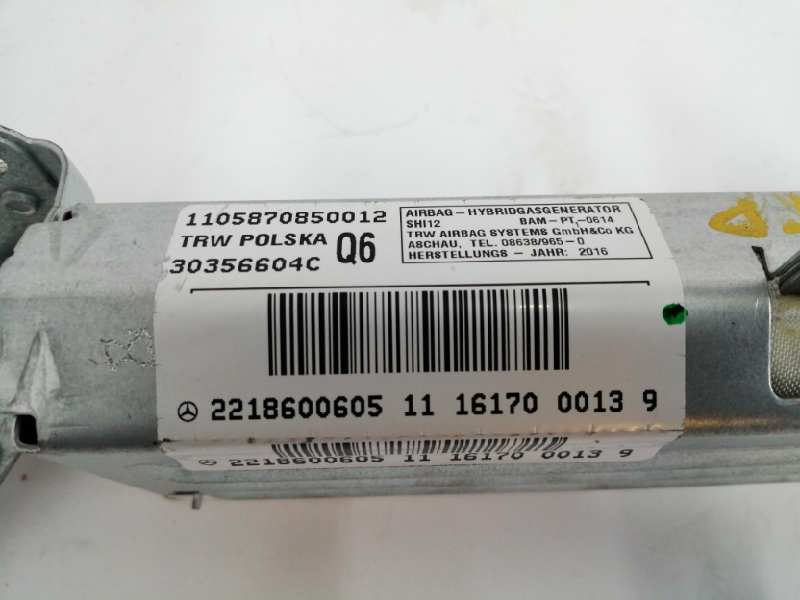 1105870850012
TRW POLSKA Q6
30356604C
AIRBAG - HYBRIDGASGENERATOR
SHI12 BAM-PT,-0614
TRW AIRBAG SYSTEMS GmbH&Co KG
ASCHAU, TEL. 08638/965-0
HERSTELLUNGS - JAHR: 2016
2218600605 11 16170 0013 9
2218600605 11 16170 0013 9